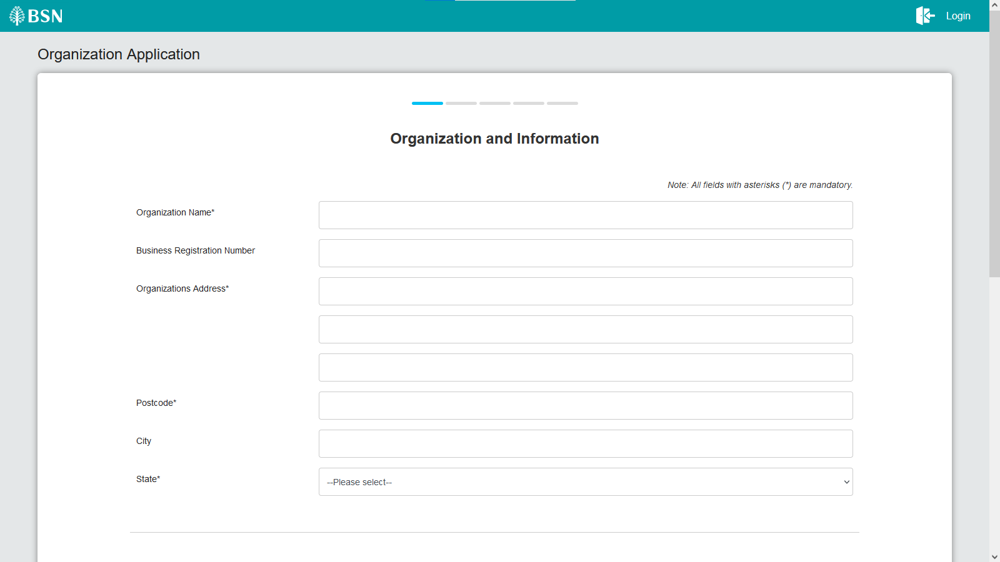 BSN
Login
Organization Application
Organization and Information
Note: All fields with asterisks (*) are mandatory.
Organization Name*
Business Registration Number
Organizations Address*
Postcode*
City
State*
--Please select--